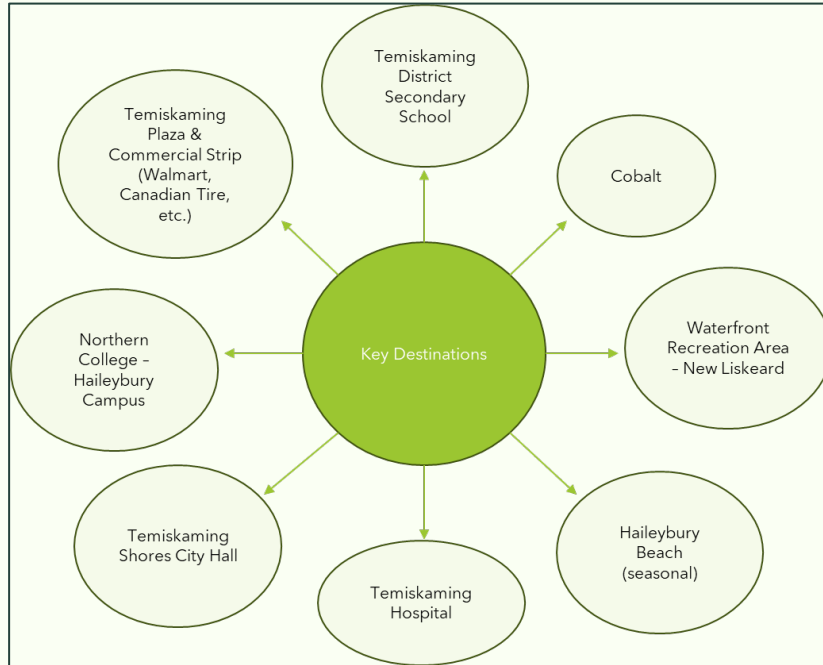 Temiskaming
District
Secondary
School
Temiskaming
Plaza &
Commercial Strip
(Walmart,
Canadian Tire,
etc.)
Cobalt
Northern
College –
Haileybury
Campus
Key Destinations
Waterfront
Recreation Area
– New Liskeard
Temiskaming
Shores City Hall
Temiskaming
Hospital
Haileybury
Beach
(seasonal)